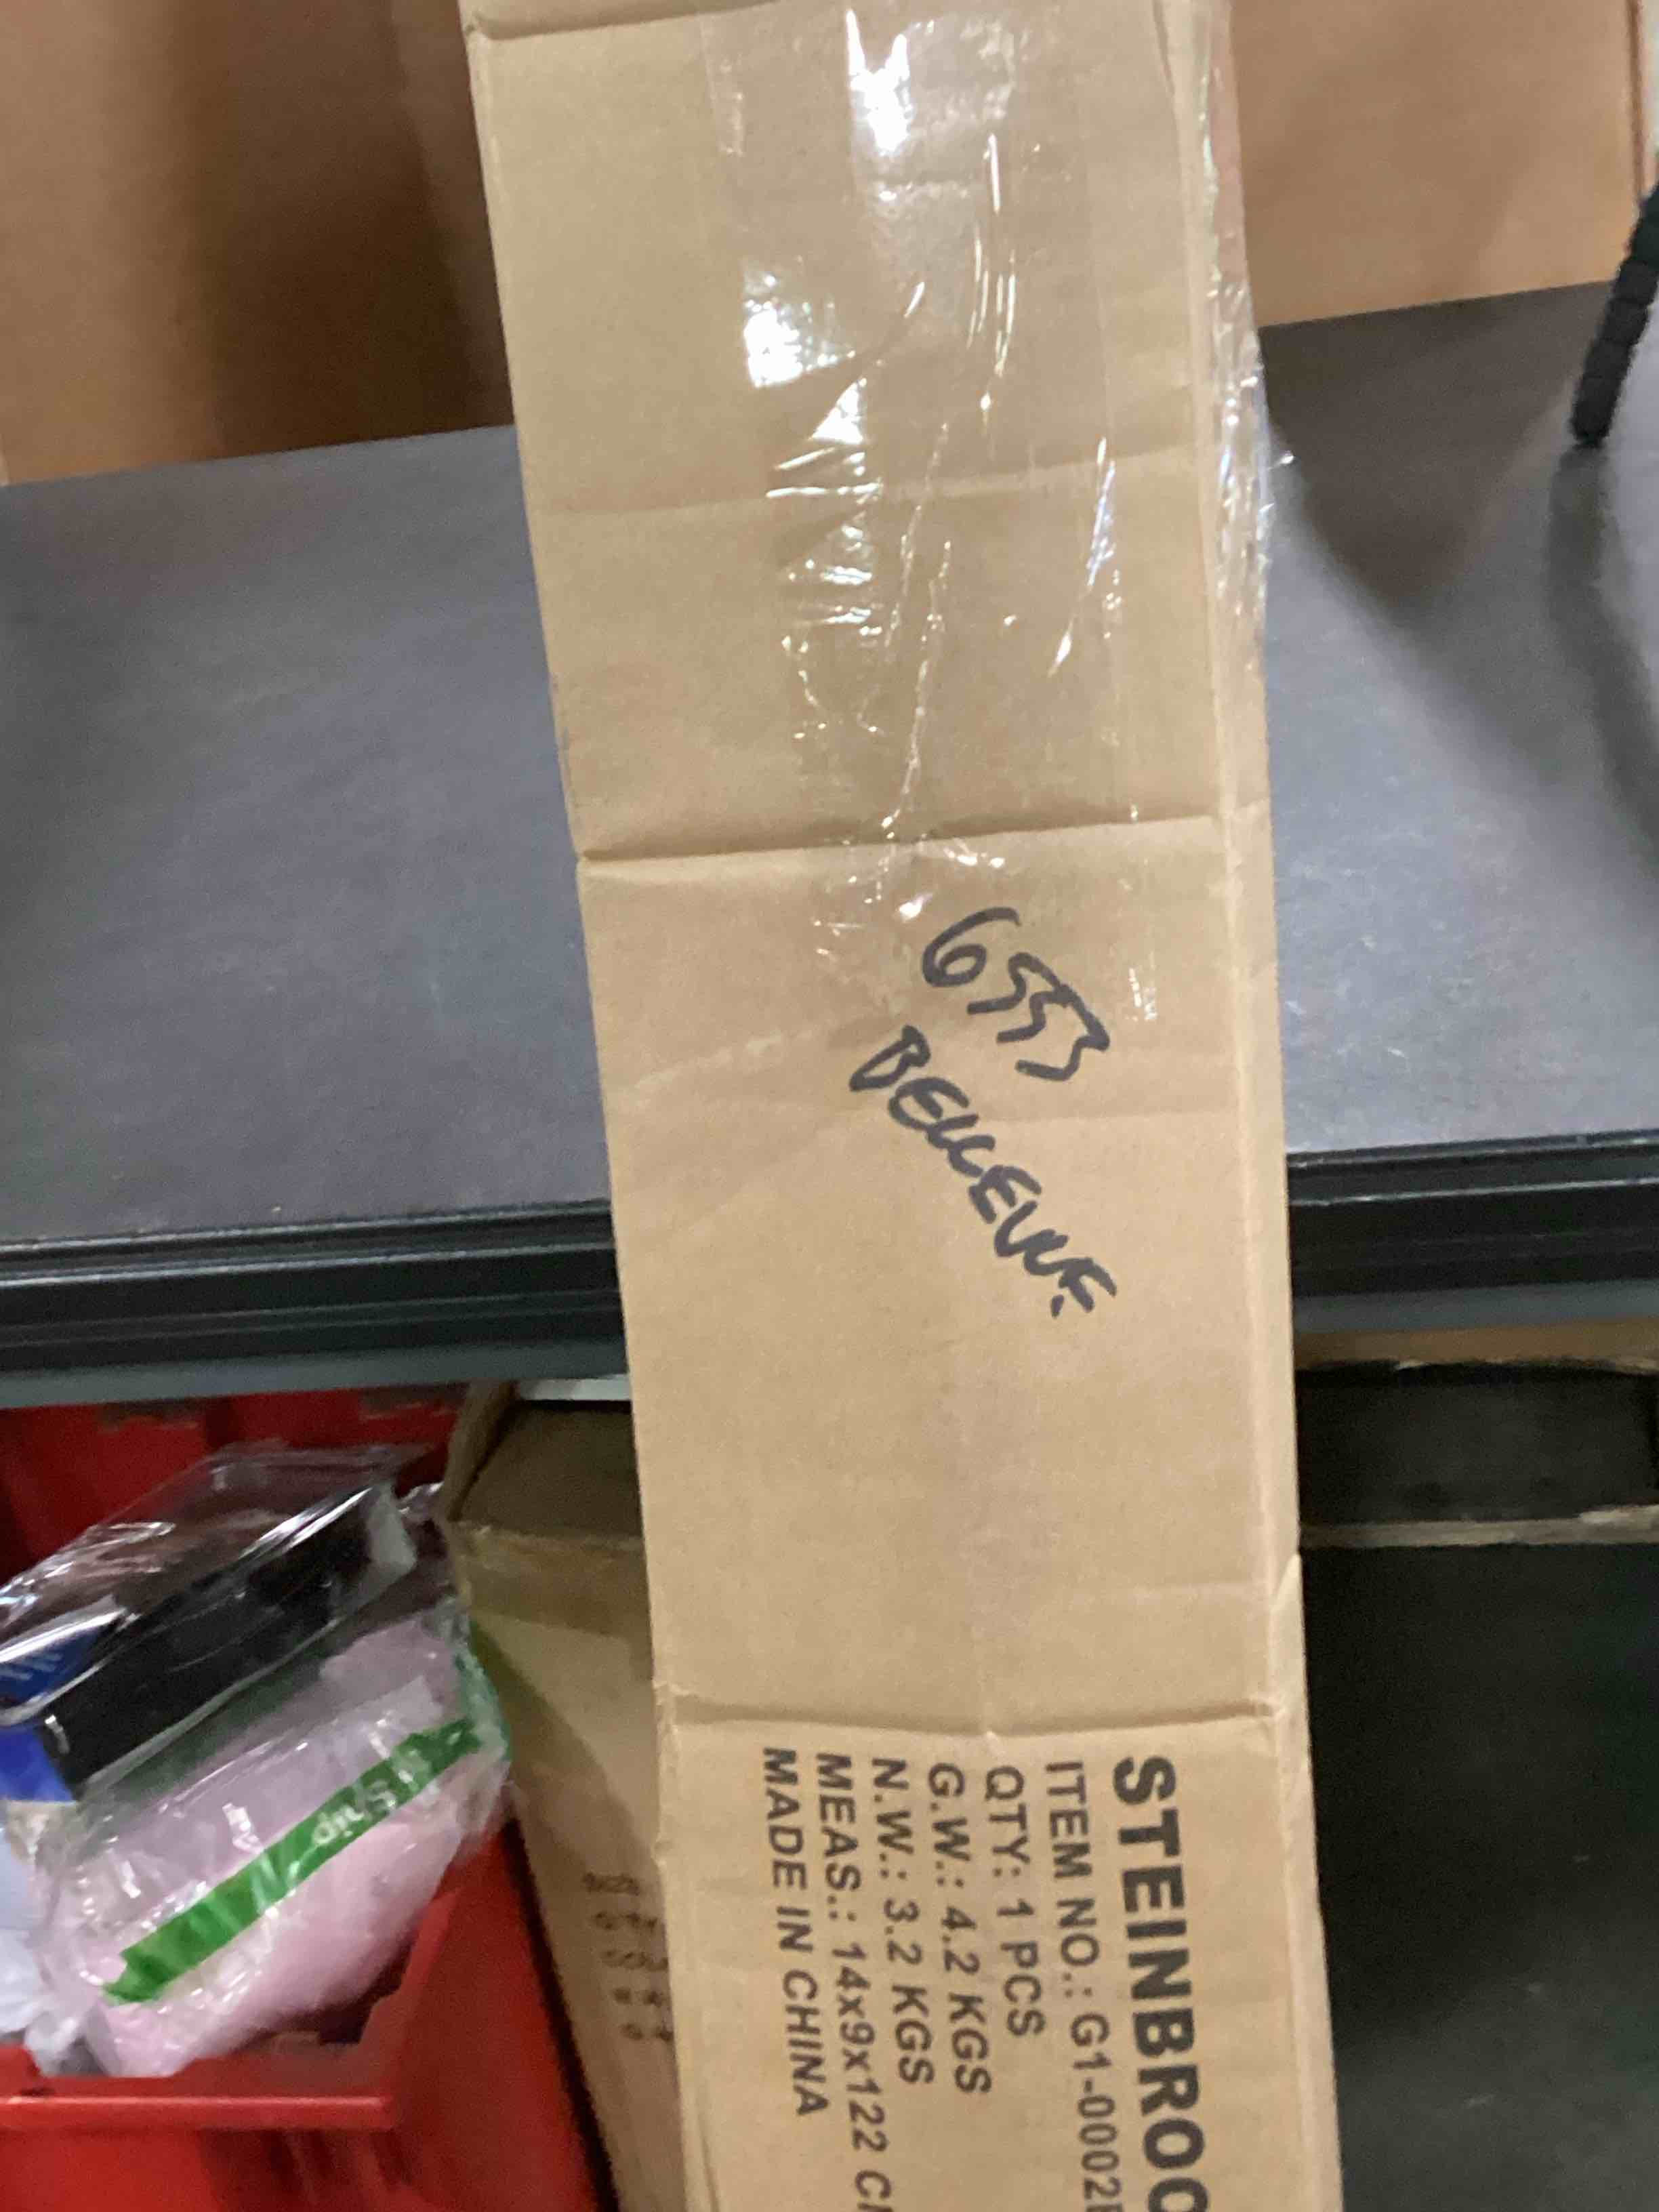 6553
BELLEVUE.
STEINBROO
ITEM NO.: G1-0002
QTY: 1 PCS
G.W.: 4.2 KGS
N.W.: 3.2 KGS
MEAS.: 14x9x122 C
MADE IN CHINA